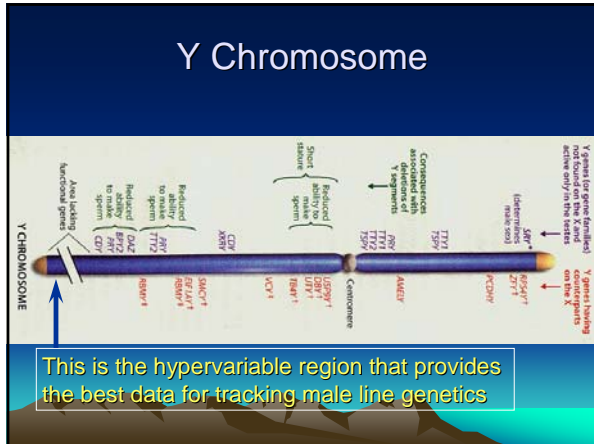 Y Chromosome
Y genes (or gene families)
not found on the X and
active only in the testes
Y genes having
counterparts
on the X
SRY*
(determines
male sex)
RPS4Y†
ZFY†
PCDHY
TTY1
TSPY
AMELY
Consequences
associated with
deletions of
Y segments
PRY
TTY1
TTY2
TSPY
Centromere
Short
stature
Reduced
ability to
make
sperm
USP9Y†
DBY†
UTY†
TB4Y†
VCY†
CDY
XKRY
SMCY†
Reduced
ability
to make
sperm
PRY
TTY2
EIF1AY†
RBMY†
RBMY†
Reduced
ability
to make
sperm
DAZ
BPY2
PRY
CDY
Area lacking
functional genes
Y CHROMOSOME
This is the hypervariable region that provides
the best data for tracking male line genetics